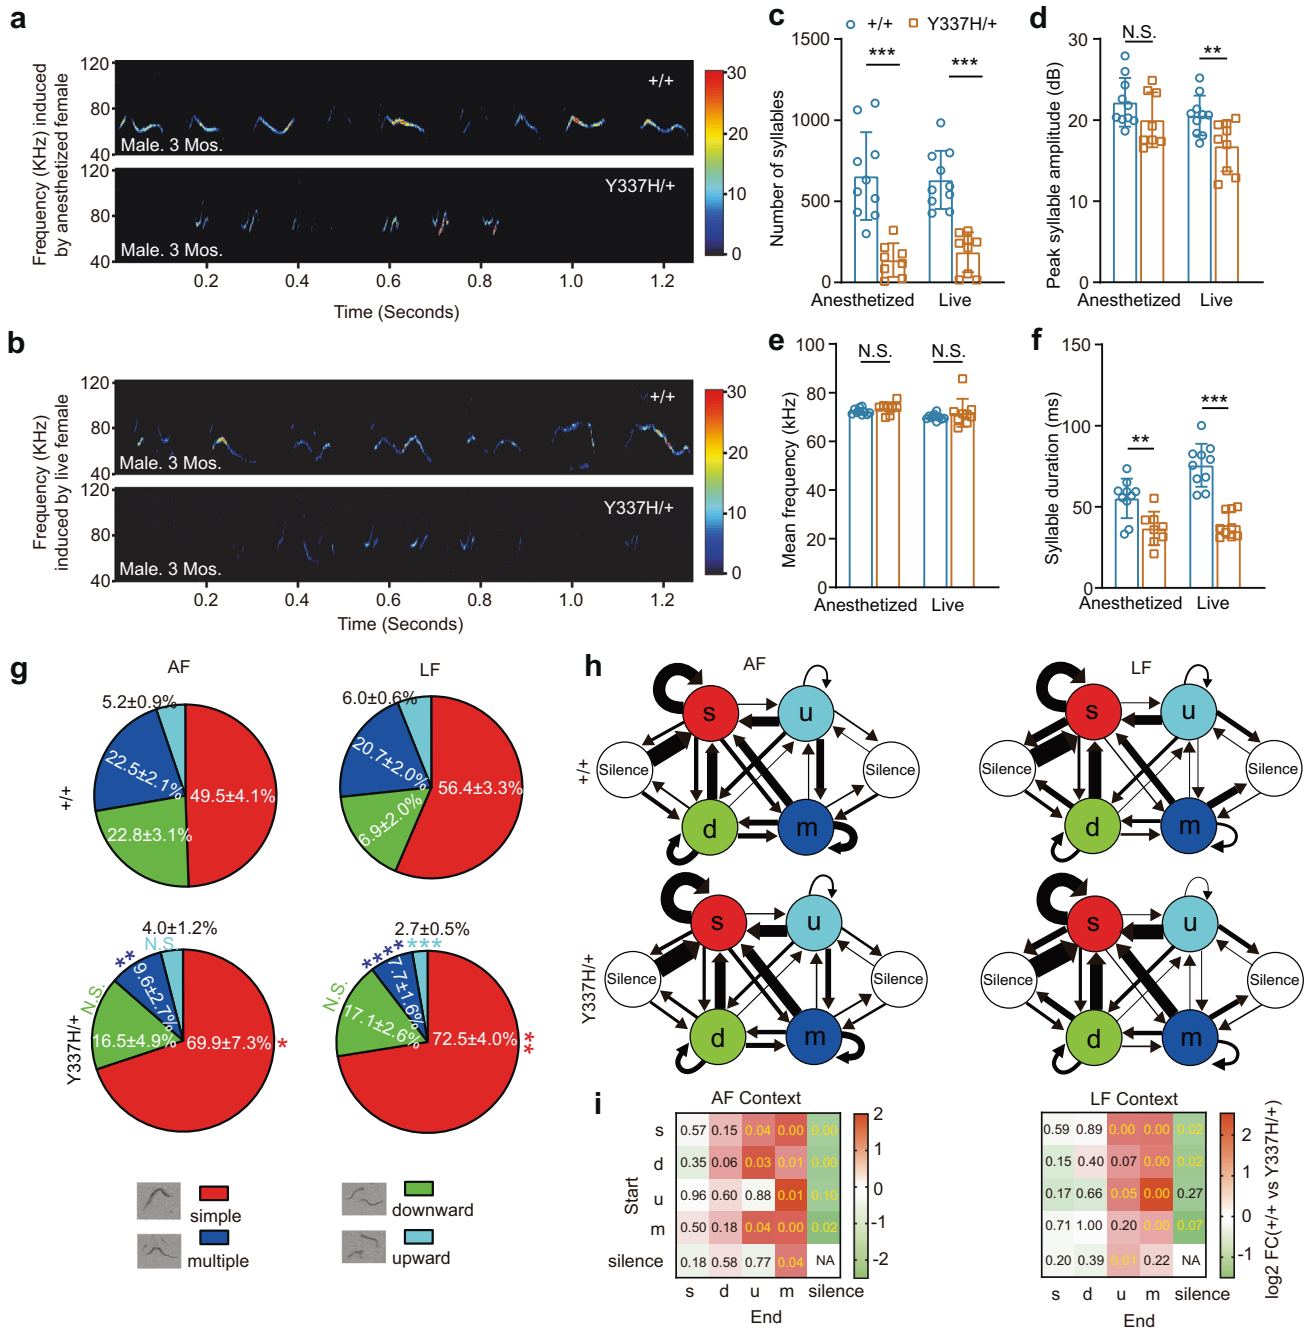 a
Frequency (KHz) induced
by anesthetized female
120
80
40
+/+
Male. 3 Mos.
120
80
40
Y337H/+
Male. 3 Mos.
0.2 0.4 0.6 0.8 1.0 1.2
Time (Seconds)
30
20
10
0
b
Frequency (KHz)
induced by live female
120
80
40
+/+
Male. 3 Mos.
120
80
40
Y337H/+
Male. 3 Mos.
0.2 0.4 0.6 0.8 1.0 1.2
Time (Seconds)
30
20
10
0
c
+/+ Y337H/+
Number of syllables
1500
1000
500
0
*** ***
Anesthetized Live
d
Peak syllable amplitude (dB)
30
20
10
0
N.S. **
Anesthetized Live
e
Mean frequency (kHz)
100
80
60
40
20
0
N.S. N.S.
Anesthetized Live
f
Syllable duration (ms)
150
100
50
0
** ***
Anesthetized Live
g
AF LF
+/+
5.2±0.9%
22.5±2.1%
49.5±4.1%
22.8±3.1%
6.0±0.6%
20.7±2.0%
56.4±3.3%
6.9±2.0%
Y337H/+
4.0±1.2%
N.S.
**
9.6±2.7%
N.S.
16.5±4.9%
69.9±7.3% *
2.7±0.5%
***
****
7.7±1.6%
N.S.
17.1±2.6%
72.5±4.0% **
simple
downward
multiple
upward
h
AF LF
+/+
s u
Silence Silence
d m
s u
Silence Silence
d m
Y337H/+
s u
Silence Silence
d m
s u
Silence Silence
d m
i
AF Context
Start
s 0.57 0.15 0.04 0.00 0.00
d 0.35 0.06 0.03 0.01 0.00
u 0.96 0.60 0.88 0.01 0.10
m 0.50 0.18 0.04 0.00 0.02
silence 0.18 0.58 0.77 0.04 NA
s d u m silence
End
2
1
0
-1
-2
LF Context
0.59 0.89 0.00 0.00 0.02
0.15 0.40 0.07 0.00 0.02
0.17 0.66 0.05 0.00 0.27
0.71 1.00 0.20 0.00 0.07
0.20 0.39 0.01 0.22 NA
s d u m silence
End
2
1
0
-1
log2 FC(+/+ vs Y337H/+)